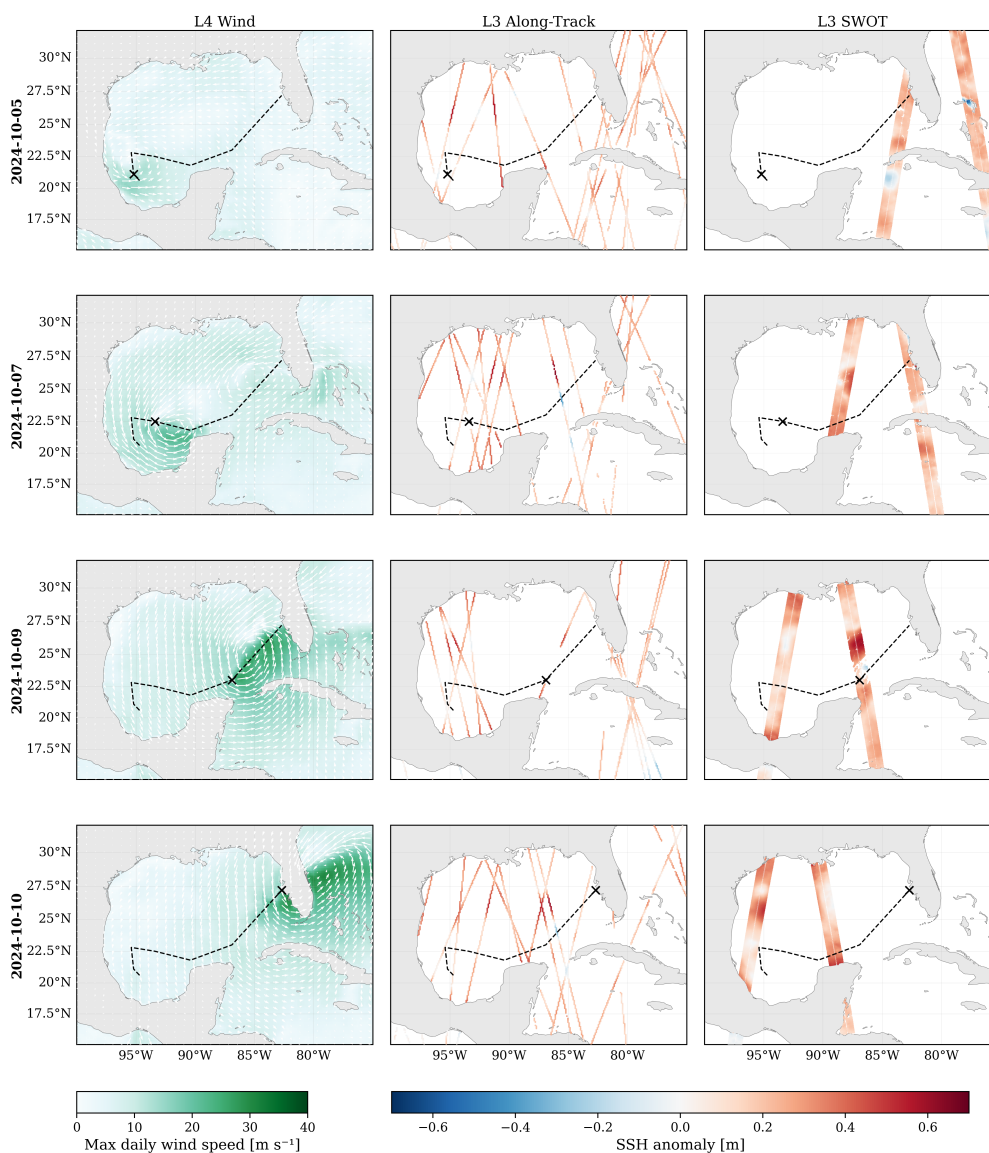 L4 Wind
L3 Along-Track
L3 SWOT
2024-10-05
30°N
27.5°N
25°N
22.5°N
20°N
17.5°N
2024-10-07
30°N
27.5°N
25°N
22.5°N
20°N
17.5°N
2024-10-09
30°N
27.5°N
25°N
22.5°N
20°N
17.5°N
2024-10-10
30°N
27.5°N
25°N
22.5°N
20°N
17.5°N
95°W 90°W 85°W 80°W
95°W 90°W 85°W 80°W
95°W 90°W 85°W 80°W
0 10 20 30 40
Max daily wind speed [m s⁻¹]
−0.6 −0.4 −0.2 0.0 0.2 0.4 0.6
SSH anomaly [m]